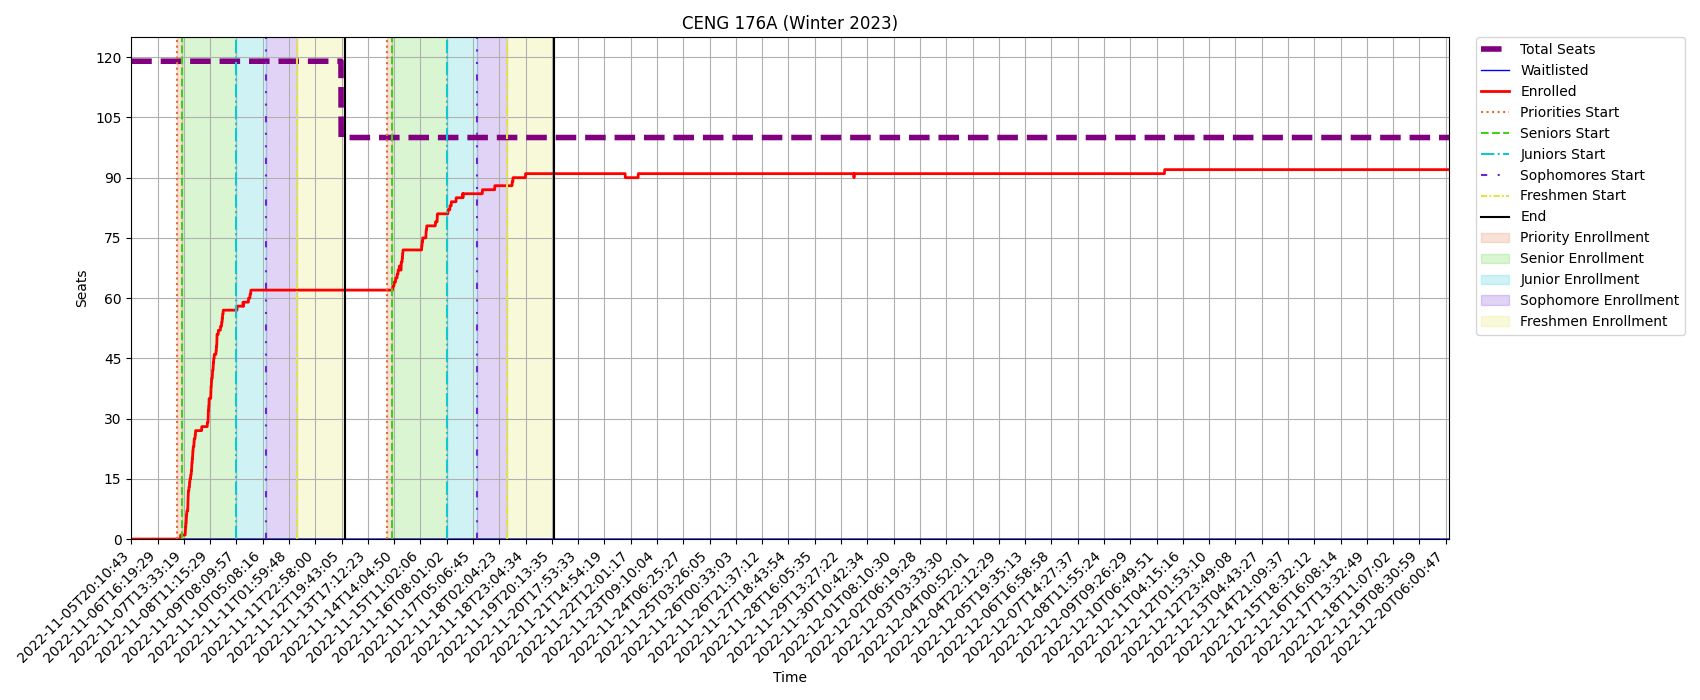 CENG 176A (Winter 2023)
Total Seats
Waitlisted
Enrolled
Priorities Start
Seniors Start
Juniors Start
Sophomores Start
Freshmen Start
End
Priority Enrollment
Senior Enrollment
Junior Enrollment
Sophomore Enrollment
Freshmen Enrollment
Seats
120
105
90
75
60
45
30
15
0
2022-11-05T20:10:43
2022-11-06T16:19:29
2022-11-07T13:33:19
2022-11-08T11:15:29
2022-11-09T08:09:57
2022-11-10T05:08:16
2022-11-11T01:59:48
2022-11-11T22:58:00
2022-11-12T19:43:05
2022-11-13T17:12:23
2022-11-14T14:04:50
2022-11-15T11:02:06
2022-11-16T08:01:02
2022-11-17T05:06:45
2022-11-18T02:04:23
2022-11-18T23:04:34
2022-11-19T20:13:35
2022-11-20T17:53:33
2022-11-21T14:54:19
2022-11-22T12:01:17
2022-11-23T09:10:04
2022-11-24T06:25:27
2022-11-25T03:26:05
2022-11-26T00:33:03
2022-11-26T21:37:12
2022-11-27T18:43:54
2022-11-28T16:05:35
2022-11-29T13:27:22
2022-11-30T10:42:34
2022-12-01T08:10:30
2022-12-02T06:19:28
2022-12-03T03:33:30
2022-12-04T00:52:01
2022-12-04T22:12:29
2022-12-05T19:35:13
2022-12-06T16:58:58
2022-12-07T14:27:37
2022-12-08T11:55:24
2022-12-09T09:26:29
2022-12-10T06:49:51
2022-12-11T04:15:16
2022-12-12T01:53:10
2022-12-12T23:49:08
2022-12-13T04:43:27
2022-12-14T21:09:37
2022-12-15T18:32:12
2022-12-16T16:08:14
2022-12-17T13:32:49
2022-12-18T11:07:02
2022-12-19T08:30:59
2022-12-20T06:00:47
Time